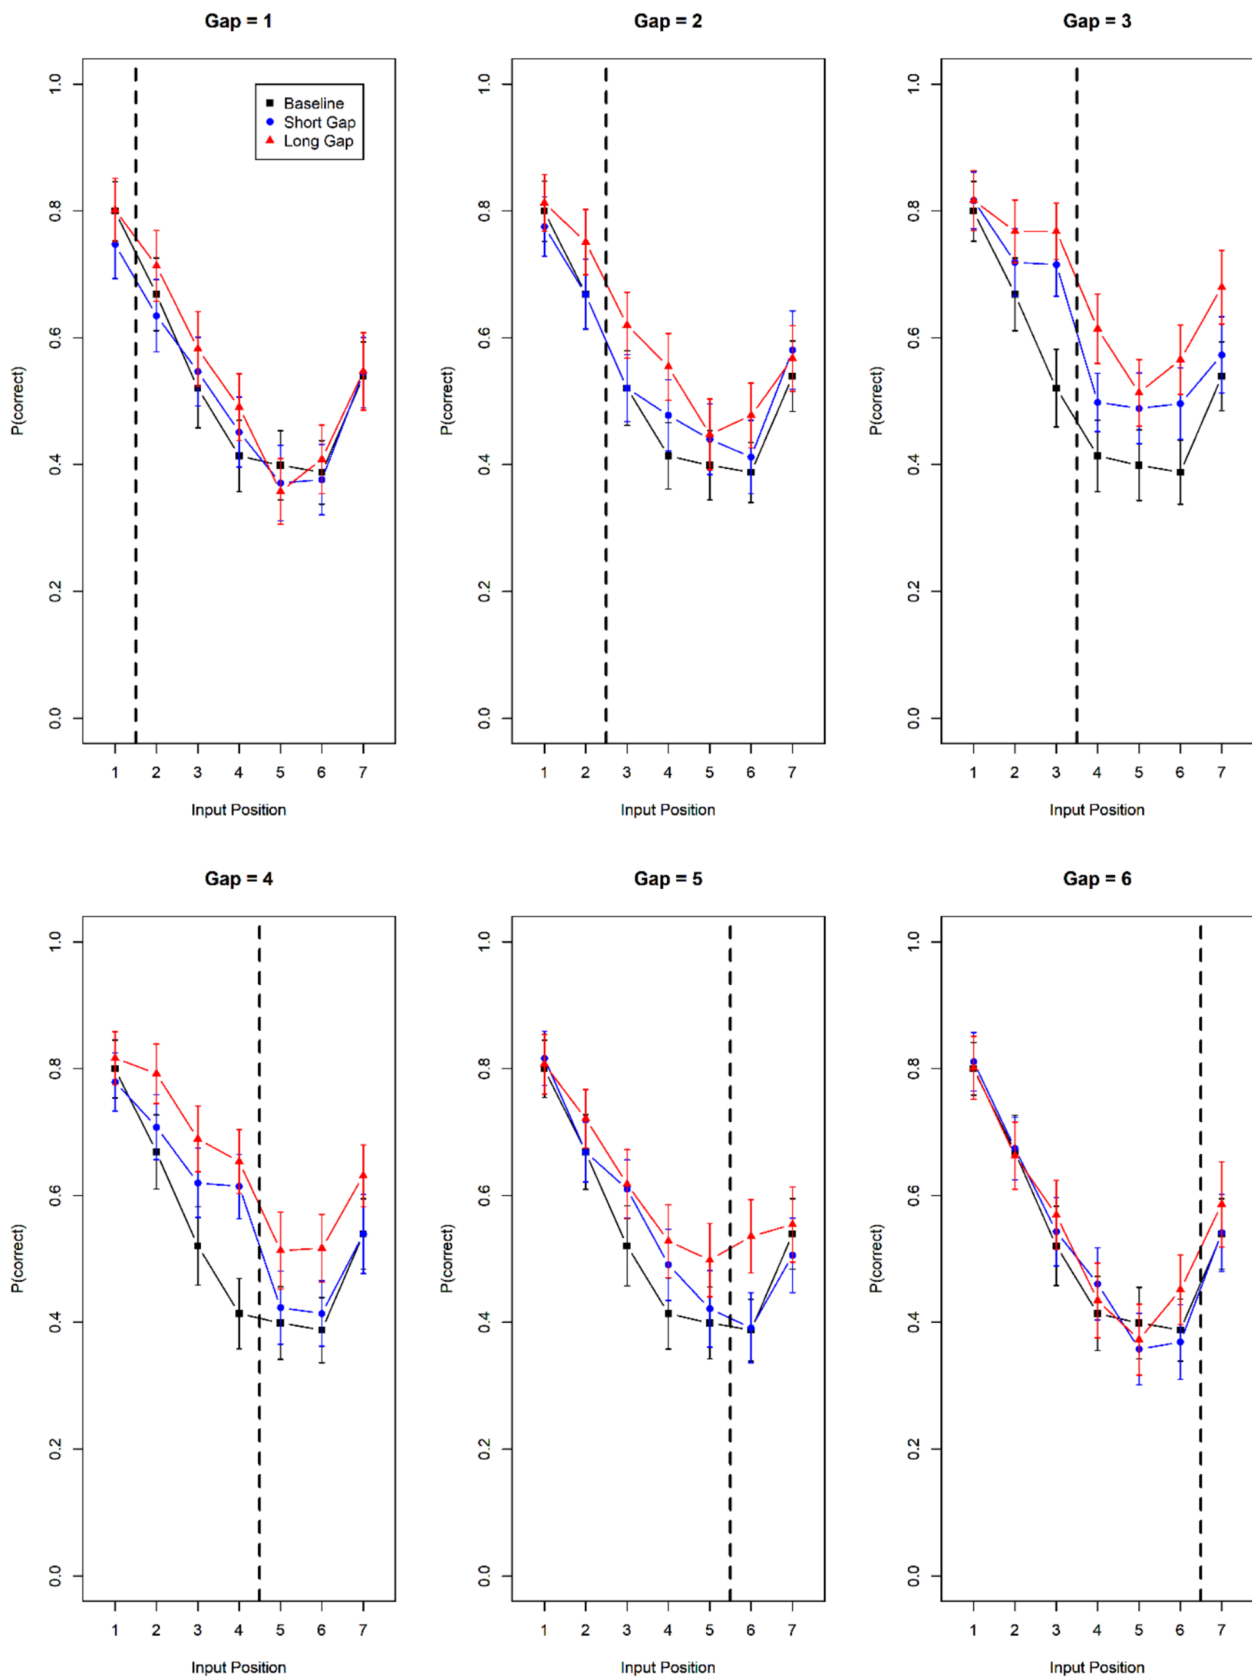 Gap = 1
Gap = 2
Gap = 3
P(correct)
0.0
0.2
0.4
0.6
0.8
1.0
Baseline
Short Gap
Long Gap
1 2 3 4 5 6 7
Input Position
P(correct)
0.0
0.2
0.4
0.6
0.8
1.0
1 2 3 4 5 6 7
Input Position
P(correct)
0.0
0.2
0.4
0.6
0.8
1.0
1 2 3 4 5 6 7
Input Position
Gap = 4
Gap = 5
Gap = 6
P(correct)
0.0
0.2
0.4
0.6
0.8
1.0
1 2 3 4 5 6 7
Input Position
P(correct)
0.0
0.2
0.4
0.6
0.8
1.0
1 2 3 4 5 6 7
Input Position
P(correct)
0.0
0.2
0.4
0.6
0.8
1.0
1 2 3 4 5 6 7
Input Position